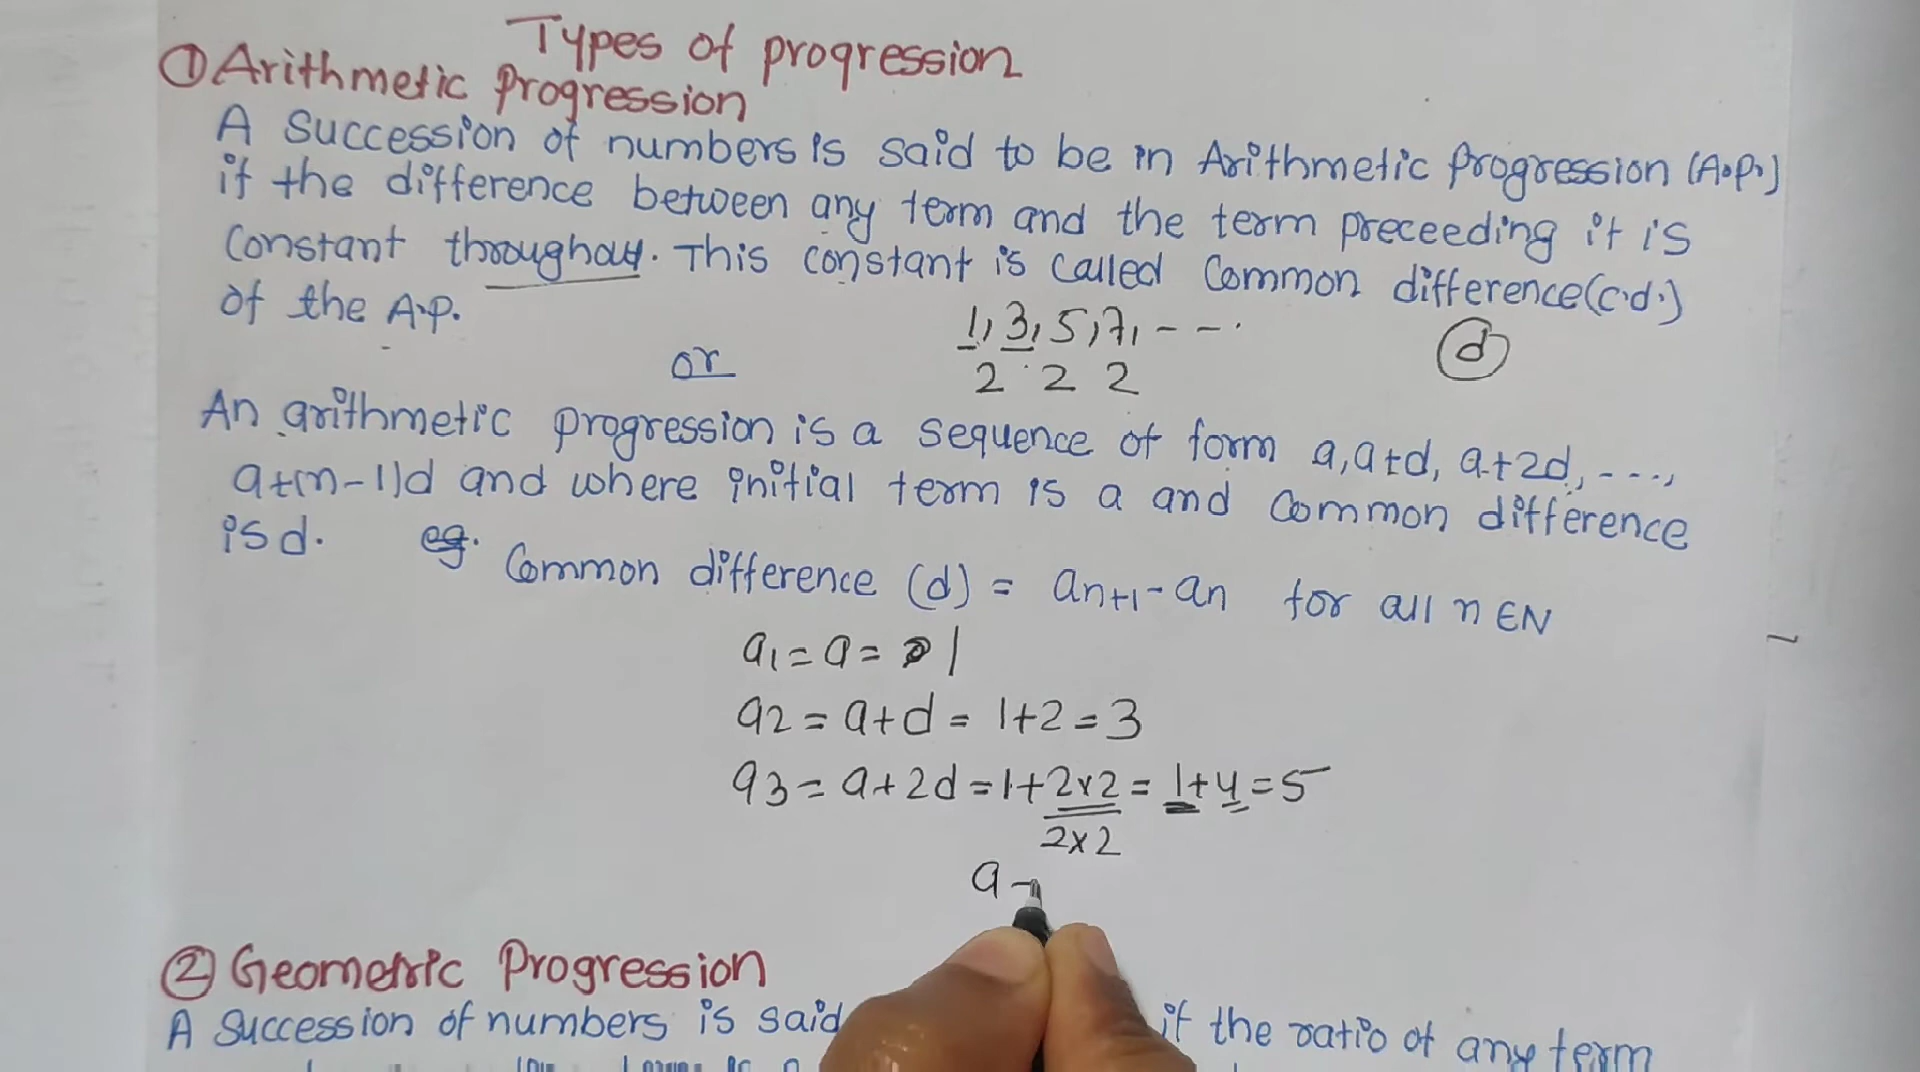 Types of progression
① Arithmetic Progression
A Succession of numbers is said to be in Arithmetic Progression (A.P.)
if the difference between any term and the term preceeding it is
Constant throughout. This constant is called Common difference (c.d.)
of the A.P.
1, 3, 5, 7, - - -.
d
or
2 2 2
An arithmetic progression is a sequence of form a, a+d, a+2d, - - - -,
a+(n-1)d and where initial term is a and Common difference
is d. eg.
Common difference (d) = an+1 - an for all n ∈ N
a1 = a = 1
a2 = a+d = 1+2 = 3
a3 = a+2d = 1+2×2 = 1+4 = 5
2×2
a
② Geometric Progression
A Succession of numbers is said if the ratio of any term